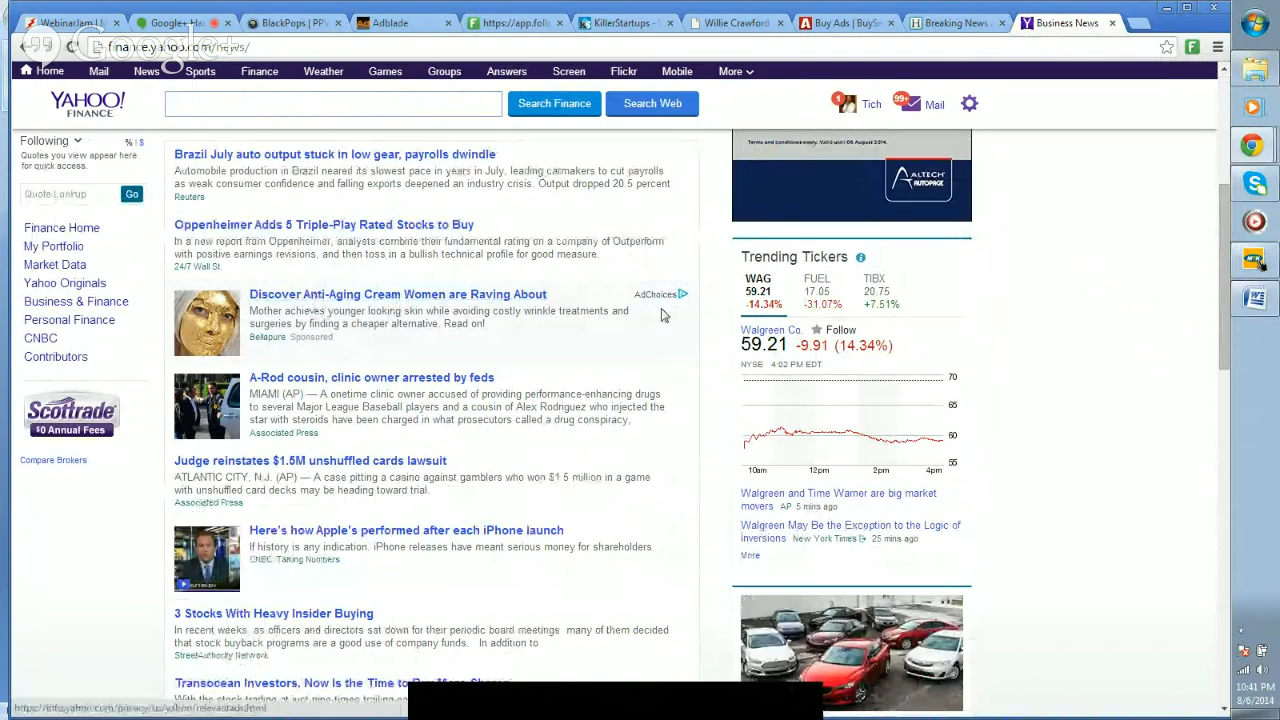 WebinarJam |
Google+ Ha
BlackPops | PP
Adblade
https://app.foll
KillerStartups -
Willie Crawford
Buy Ads | BuySe
Breaking News
Business News
finance.yahoo.com/news/
Google+
Home Mail News Sports Finance Weather Games Groups Answers Screen Flickr Mobile More
YAHOO!
FINANCE
Search Finance
Search Web
1 Tich
99+ Mail
Following % | $
Quotes you view appear here
for quick access.
Quote Lookup Go
Finance Home
My Portfolio
Market Data
Yahoo Originals
Business & Finance
Personal Finance
CNBC
Contributors
Scottrade
$0 Annual Fees
Compare Brokers
Brazil July auto output stuck in low gear, payrolls dwindle
Automobile production in Brazil neared its slowest pace in years in July, leading carmakers to cut payrolls
as weak consumer confidence and falling exports deepened an industry crisis. Output dropped 20.5 percent
Reuters
Oppenheimer Adds 5 Triple-Play Rated Stocks to Buy
In a new report from Oppenheimer, analysts combine their fundamental rating on a company of Outperform
with positive earnings revisions, and then toss in a bullish technical profile for good measure.
24/7 Wall St.
Discover Anti-Aging Cream Women are Raving About
AdChoices
Mother achieves younger looking skin while avoiding costly wrinkle treatments and
surgeries by finding a cheaper alternative. Read on!
Bellapure Sponsored
A-Rod cousin, clinic owner arrested by feds
MIAMI (AP) — A onetime clinic owner accused of providing performance-enhancing drugs
to several Major League Baseball players and a cousin of Alex Rodriguez who injected the
star with steroids have been charged in what prosecutors called a drug conspiracy,
Associated Press
Judge reinstates $1.5M unshuffled cards lawsuit
ATLANTIC CITY, N.J. (AP) — A case pitting a casino against gamblers who won $1.5 million in a game
with unshuffled card decks may be heading toward trial.
Associated Press
Here's how Apple's performed after each iPhone launch
If history is any indication, iPhone releases have meant serious money for shareholders
CNBC: Talking Numbers
3 Stocks With Heavy Insider Buying
In recent weeks, as officers and directors sat down for their periodic board meetings many of them decided
that stock buyback programs are a good use of company funds. In addition to
StreetAuthority Network
Transocean Investors, Now Is the Time to Buy More Shares
Terms and conditions apply. Valid until 06 August 2014.
ALTECH
AUTOPAGE
Trending Tickers
WAG FUEL TIBX
59.21 17.05 20.75
-14.34% -31.07% +7.51%
Walgreen Co. Follow
59.21 -9.91 (14.34%)
NYSE 4:02 PM EDT
70
65
60
55
10am 12pm 2pm 4pm
Walgreen and Time Warner are big market
movers AP 5 mins ago
Walgreen May Be the Exception to the Logic of
Inversions New York Times 25 mins ago
More
10:41 PM
8/6/2014